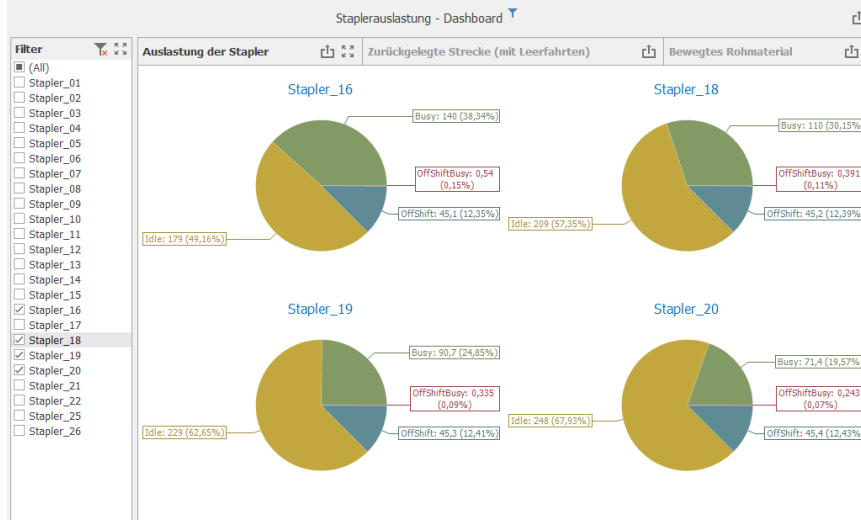 Staplerauslastung - Dashboard
Filter
(All)
Stapler_01
Stapler_02
Stapler_03
Stapler_04
Stapler_05
Stapler_06
Stapler_07
Stapler_08
Stapler_09
Stapler_10
Stapler_11
Stapler_12
Stapler_13
Stapler_14
Stapler_15
Stapler_16
Stapler_17
Stapler_18
Stapler_19
Stapler_20
Stapler_21
Stapler_22
Stapler_25
Stapler_26
Auslastung der Stapler
Zurückgelegte Strecke (mit Leerfahrten)
Bewegtes Rohmaterial
Stapler_16
Busy: 140 (38,34%)
OffShiftBusy: 0,54
(0,15%)
OffShift: 45,1 (12,35%)
Idle: 179 (49,16%)
Stapler_18
Busy: 110 (30,15%
OffShiftBusy: 0,391
(0,11%)
OffShift: 45,2 (12,39%
Idle: 209 (57,35%)
Stapler_19
Busy: 90,7 (24,85%)
OffShiftBusy: 0,335
(0,09%)
OffShift: 45,3 (12,41%)
Idle: 229 (62,65%)
Stapler_20
Busy: 71,4 (19,57%
OffShiftBusy: 0,243
(0,07%)
OffShift: 45,4 (12,43%
Idle: 248 (67,93%)